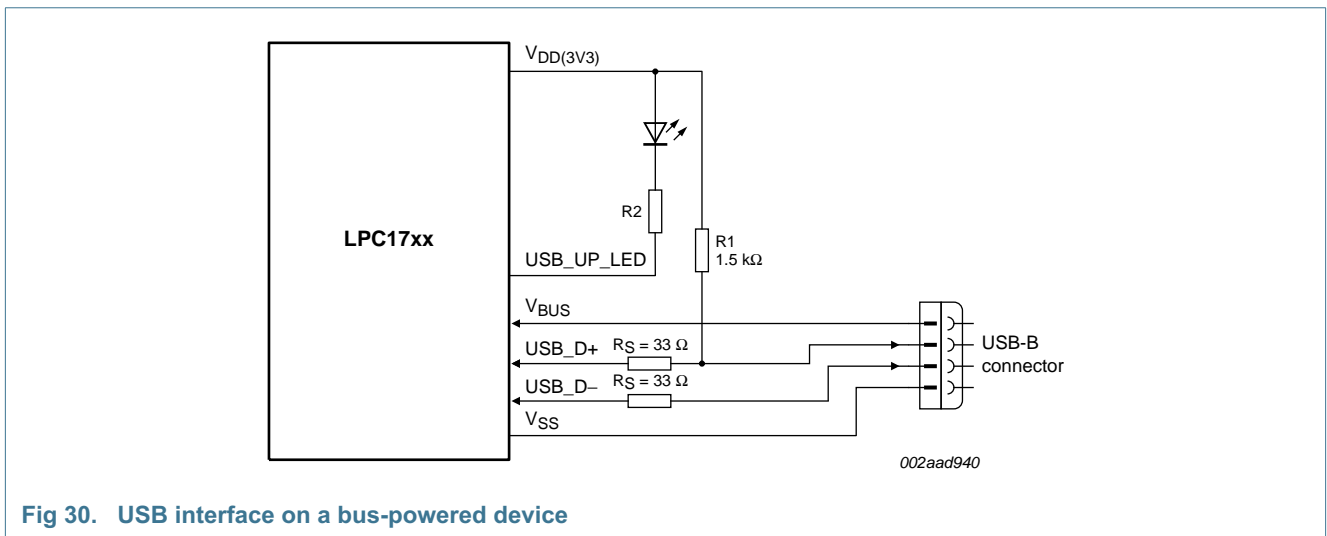 VDD(3V3)
R2
LPC17xx
R1
1.5 kΩ
USB_UP_LED
VBUS
USB_D+ RS = 33 Ω
USB-B
connector
USB_D− RS = 33 Ω
VSS
002aad940
Fig 30. USB interface on a bus-powered device